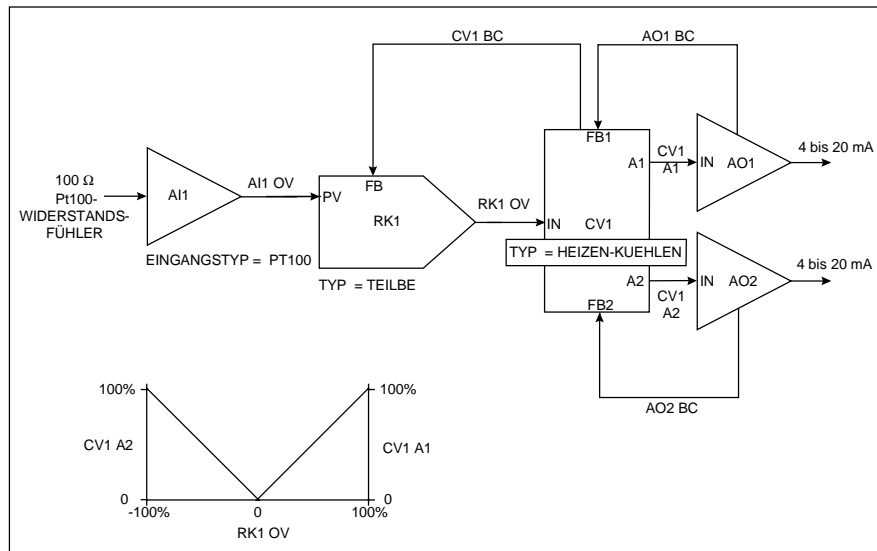 CV1 BC
AO1 BC
FB1
A1
CV1
A1
IN
AO1
4 bis 20 mA
100 Ω
Pt100-
WIDERSTANDS-
FÜHLER
AI1
AI1 OV
PV
FB
RK1
RK1 OV
IN
CV1
EINGANGSTYP = PT100
TYP = TEILBE
TYP = HEIZEN-KUEHLEN
A2
FB2
CV1
A2
IN
AO2
4 bis 20 mA
AO2 BC
100%
100%
CV1 A2
CV1 A1
0
0
-100%
0
100%
RK1 OV